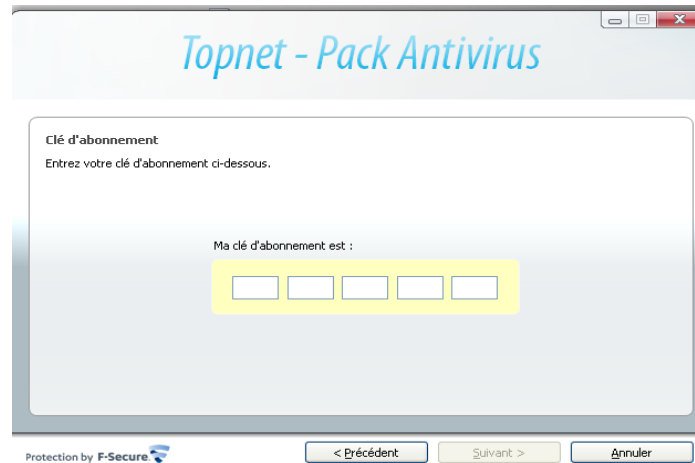 Topnet - Pack Antivirus
Clé d'abonnement
Entrez votre clé d'abonnement ci-dessous.
Ma clé d'abonnement est :
Protection by F-Secure.
< Précédent
Suivant >
Annuler